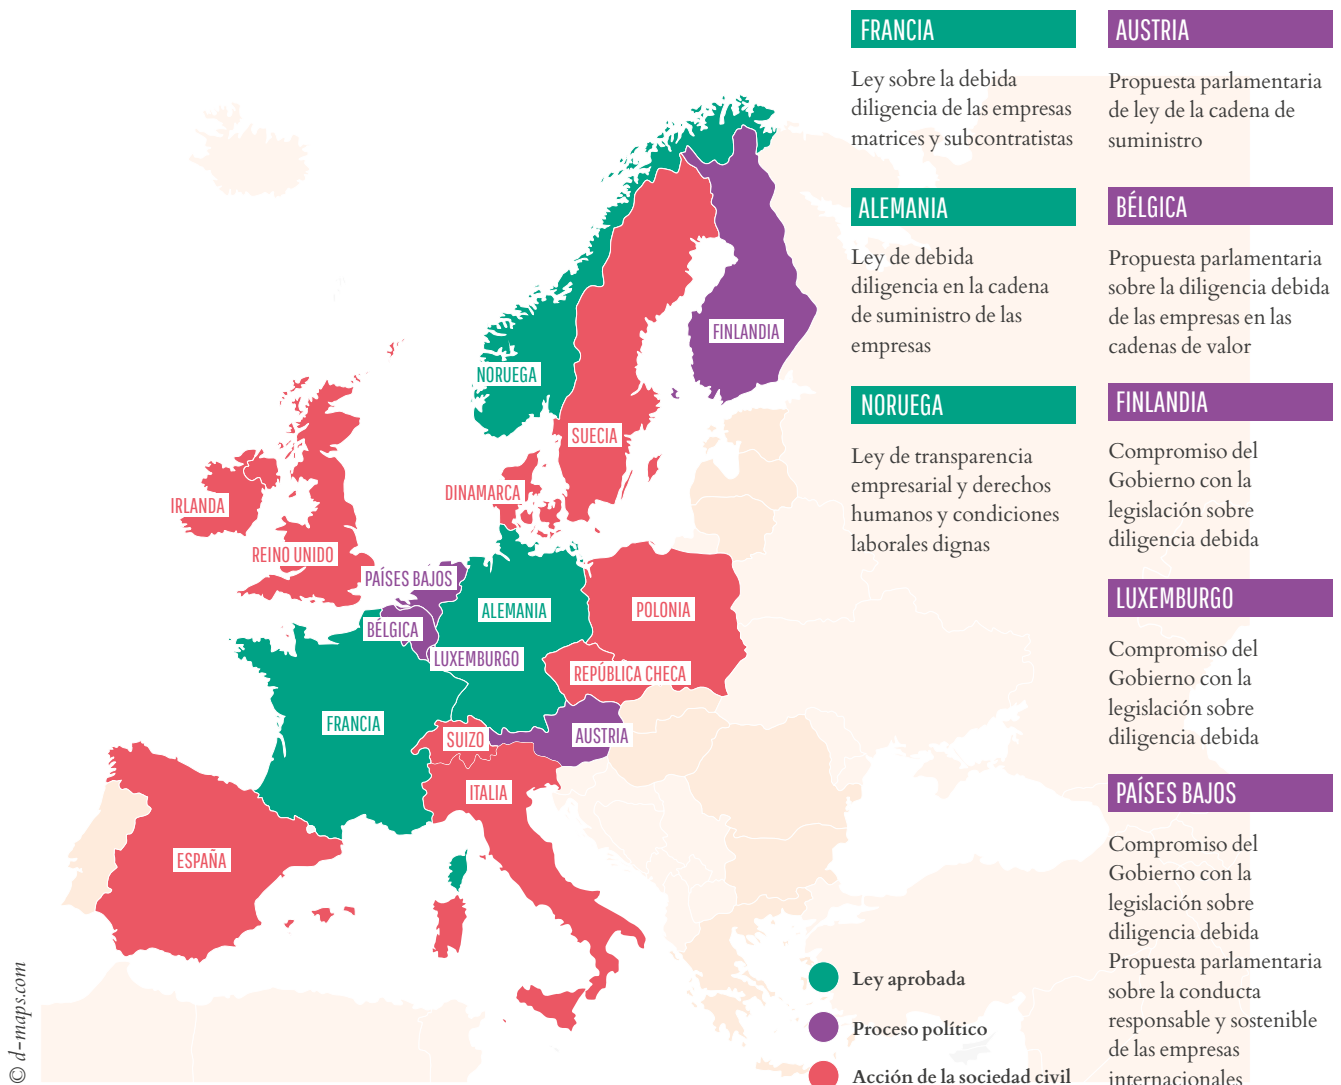 FRANCIA
Ley sobre la debida
diligencia de las empresas
matrices y subcontratistas
ALEMANIA
Ley de debida
diligencia en la cadena
de suministro de las
empresas
NORUEGA
Ley de transparencia
empresarial y derechos
humanos y condiciones
laborales dignas
AUSTRIA
Propuesta parlamentaria
de ley de la cadena de
suministro
BÉLGICA
Propuesta parlamentaria
sobre la diligencia debida
de las empresas en las
cadenas de valor
FINLANDIA
Compromiso del
Gobierno con la
legislación sobre
diligencia debida
LUXEMBURGO
Compromiso del
Gobierno con la
legislación sobre
diligencia debida
PAÍSES BAJOS
Compromiso del
Gobierno con la
legislación sobre
diligencia debida
Propuesta parlamentaria
sobre la conducta
responsable y sostenible
de las empresas
internacionales
FINLANDIA
NORUEGA
SUECIA
DINAMARCA
IRLANDA
REINO UNIDO
PAÍSES BAJOS
ALEMANIA
POLONIA
BÉLGICA
LUXEMBURGO
REPÚBLICA CHECA
FRANCIA
SUIZO
AUSTRIA
ITALIA
ESPAÑA
Ley aprobada
Proceso político
Acción de la sociedad civil
© d-maps.com